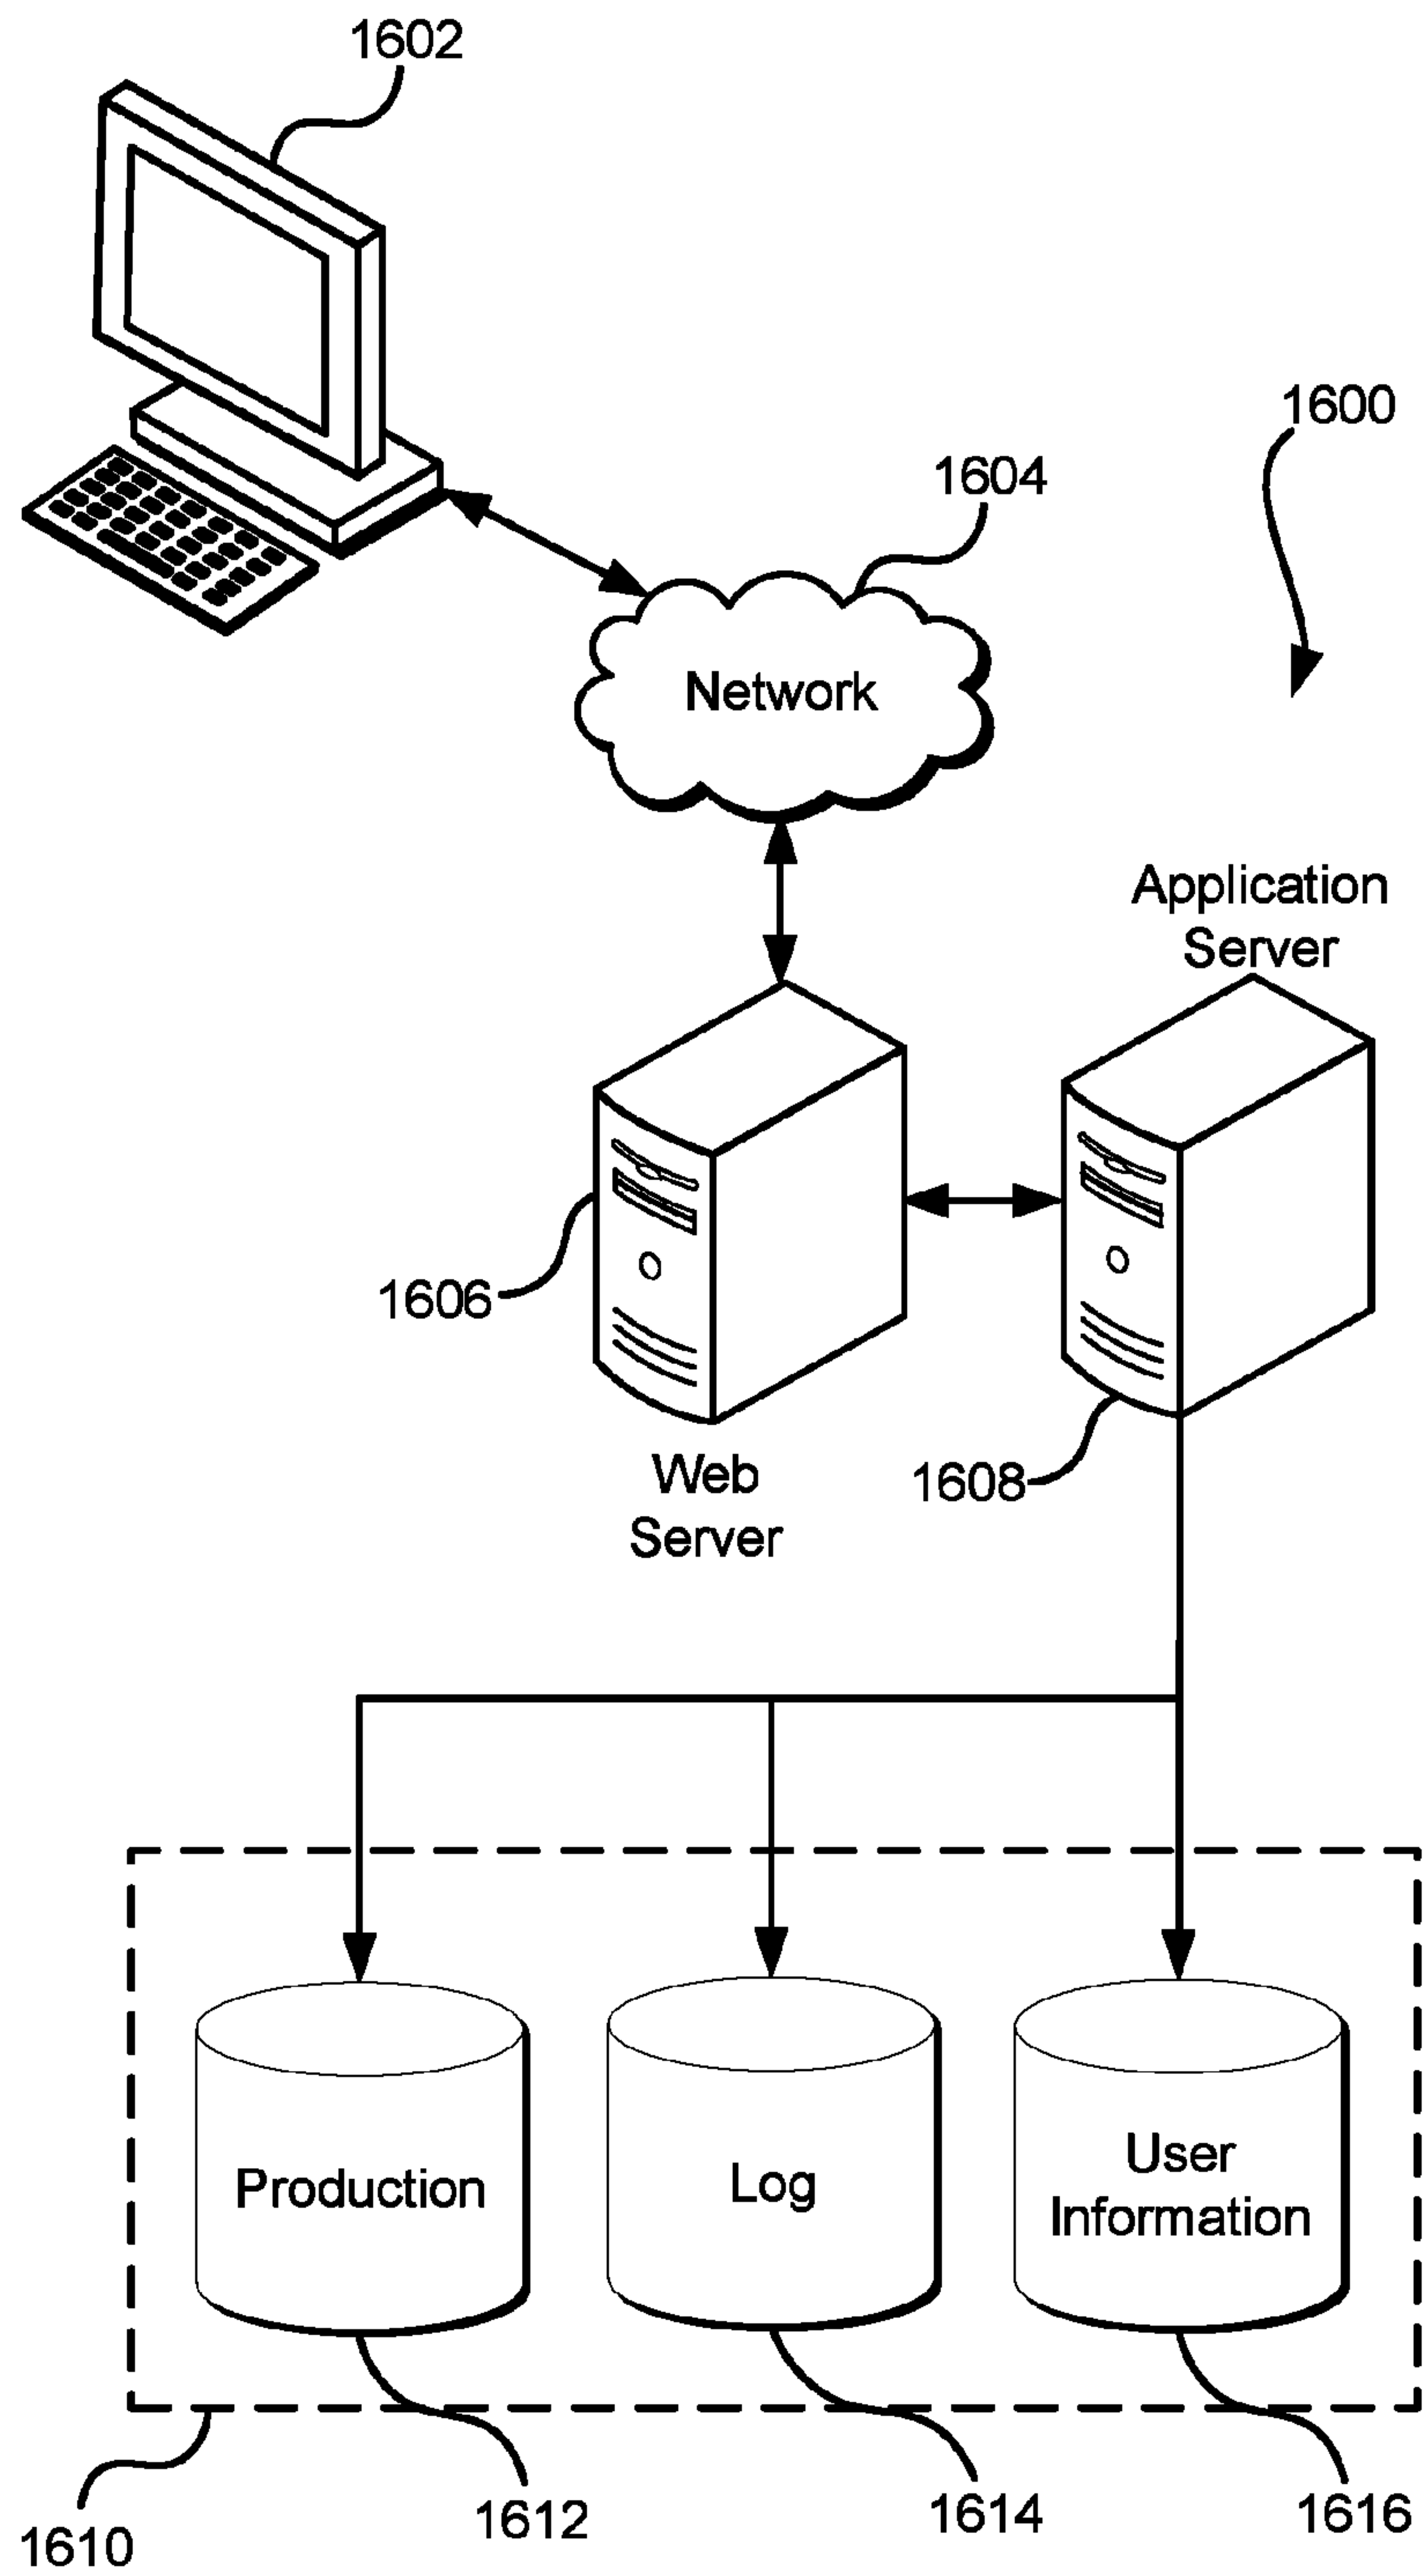 1602
1600
1604
Network
Application
Server
1606
Web
Server
1608
Production
Log
User
Information
1610
1612
1614
1616